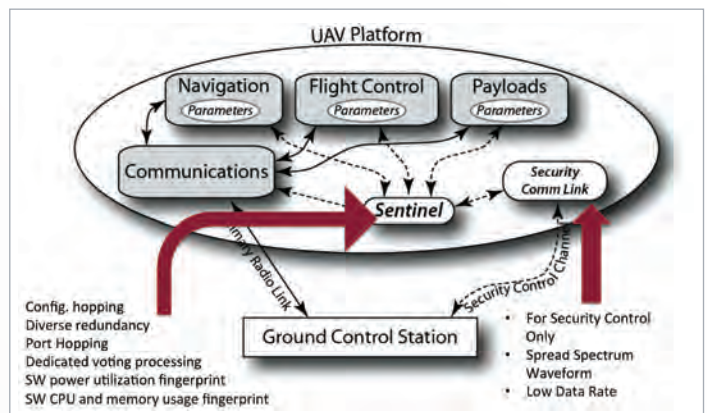 UAV Platform
Navigation
Parameters
Flight Control
Parameters
Payloads
Parameters
Communications
Sentinel
Security
Comm Link
Radio Link
Security Control Channel
Ground Control Station
Config. hopping
Diverse redundancy
Port Hopping
Dedicated voting processing
SW power utilization fingerprint
SW CPU and memory usage fingerprint
• For Security Control
Only
• Spread Spectrum
Waveform
• Low Data Rate